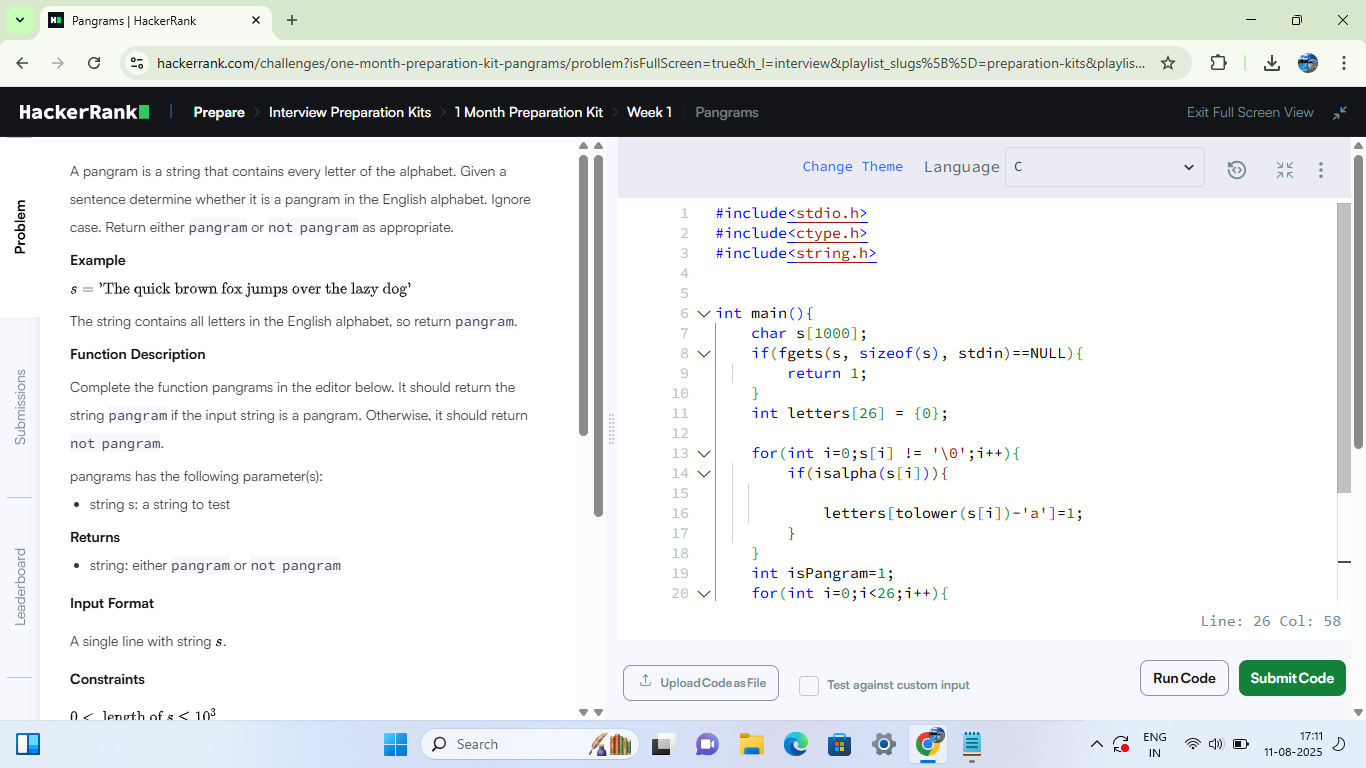 Pangrams | HackerRank
hackerrank.com/challenges/one-month-preparation-kit-pangrams/problem?isFullScreen=true&h_l=interview&playlist_slugs%5B%5D=preparation-kits&playlis...
HackerRank
Prepare
Interview Preparation Kits
1 Month Preparation Kit
Week 1
Pangrams
Exit Full Screen View
Problem
Submissions
Leaderboard
A pangram is a string that contains every letter of the alphabet. Given a
sentence determine whether it is a pangram in the English alphabet. Ignore
case. Return either pangram or not pangram as appropriate.
Example
s = 'The quick brown fox jumps over the lazy dog'
The string contains all letters in the English alphabet, so return pangram.
Function Description
Complete the function pangrams in the editor below. It should return the
string pangram if the input string is a pangram. Otherwise, it should return
not pangram.
pangrams has the following parameter(s):
• string s: a string to test
Returns
• string: either pangram or not pangram
Input Format
A single line with string s.
Constraints
0 < length of s ≤ 10³
Change Theme
Language
C
1 #include<stdio.h>
2 #include<ctype.h>
3 #include<string.h>
4
5
6 int main(){
7 char s[1000];
8 if(fgets(s, sizeof(s), stdin)==NULL){
9 return 1;
10 }
11 int letters[26] = {0};
12
13 for(int i=0;s[i] != '\0';i++){
14 if(isalpha(s[i])){
15
16 letters[tolower(s[i])-'a']=1;
17 }
18 }
19 int isPangram=1;
20 for(int i=0;i<26;i++){
Line: 26 Col: 58
Upload Code as File
Test against custom input
Run Code
Submit Code
Search
ENG
IN
17:11
11-08-2025